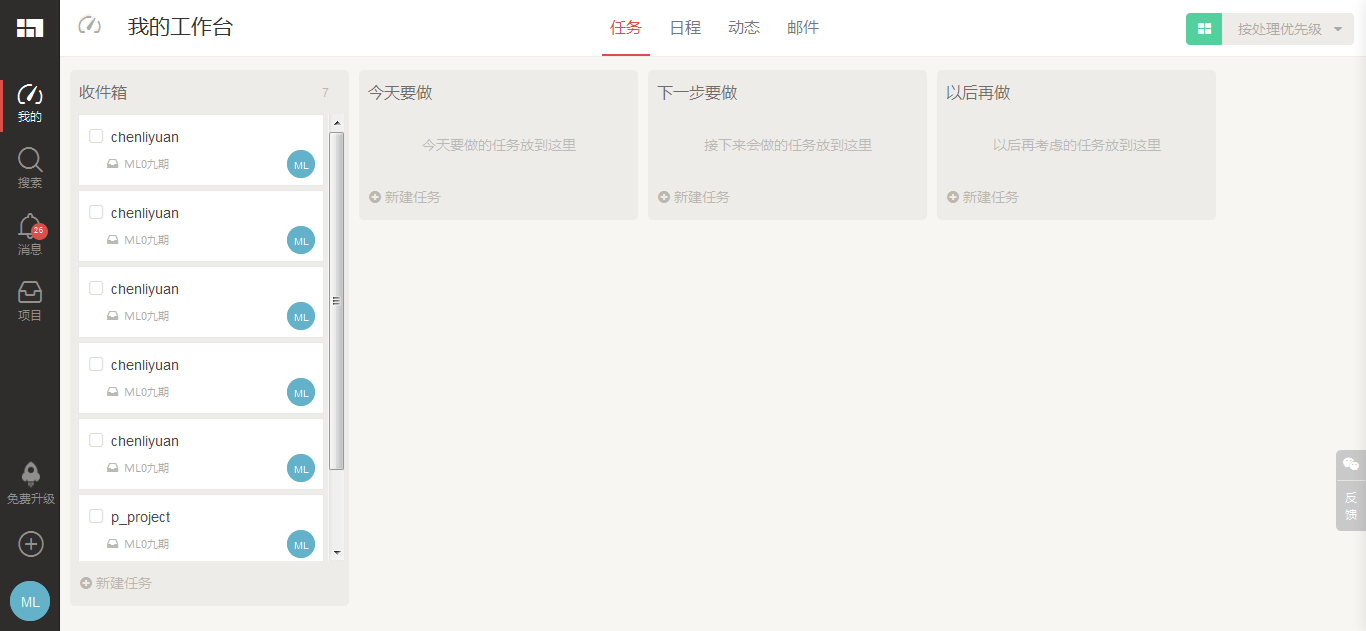 我的工作台
任务 日程 动态 邮件
按处理优先级
我的
搜索
26
消息
项目
免费升级
ML
收件箱 7
chenliyuan
ML0九期 ML
chenliyuan
ML0九期 ML
chenliyuan
ML0九期 ML
chenliyuan
ML0九期 ML
chenliyuan
ML0九期 ML
p_project
ML0九期 ML
新建任务
今天要做
今天要做的任务放到这里
新建任务
下一步要做
接下来会做的任务放到这里
新建任务
以后再做
以后再考虑的任务放到这里
新建任务
反
馈